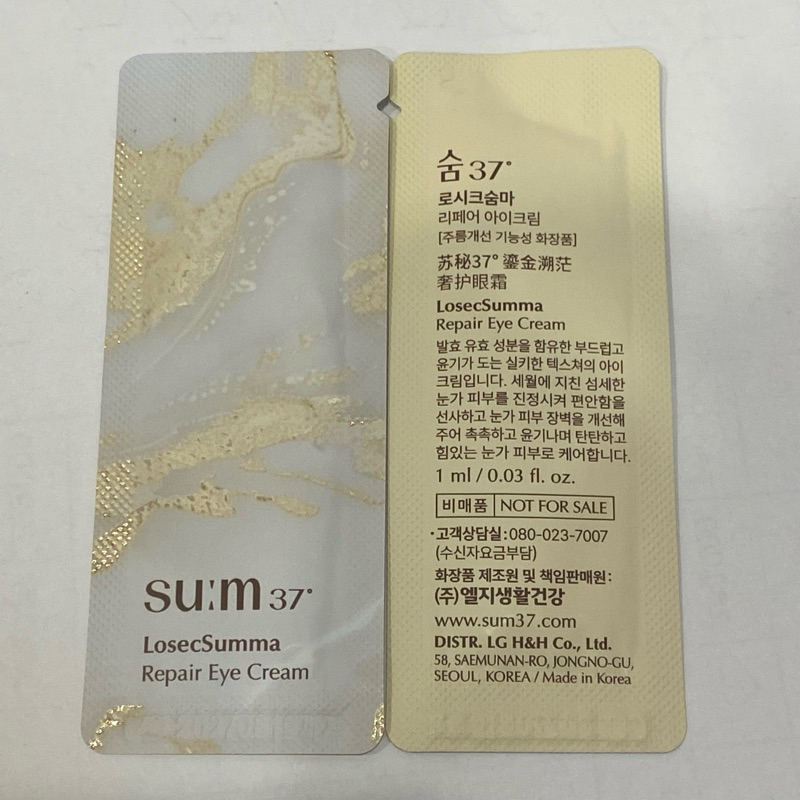 su:m 37°
LosecSumma
Repair Eye Cream
숨 37°
로시크숨마
리페어 아이크림
[주름개선 기능성 화장품]
苏秘37° 鎏金溯茫
奢护眼霜
LosecSumma
Repair Eye Cream
발효 유효 성분을 함유한 부드럽고
윤기가 도는 실키한 텍스쳐의 아이
크림입니다. 세월에 지친 섬세한
눈가 피부를 진정시켜 편안함을
선사하고 눈가 피부 장벽을 개선해
주어 촉촉하고 윤기나며 탄탄하고
힘있는 눈가 피부로 케어합니다.
1 ml / 0.03 fl. oz.
비매품 NOT FOR SALE
·고객상담실:080-023-7007
(수신자요금부담)
화장품 제조원 및 책임판매원:
(주)엘지생활건강
www.sum37.com
DISTR. LG H&H Co., Ltd.
58, SAEMUNAN-RO, JONGNO-GU,
SEOUL, KOREA / Made in Korea